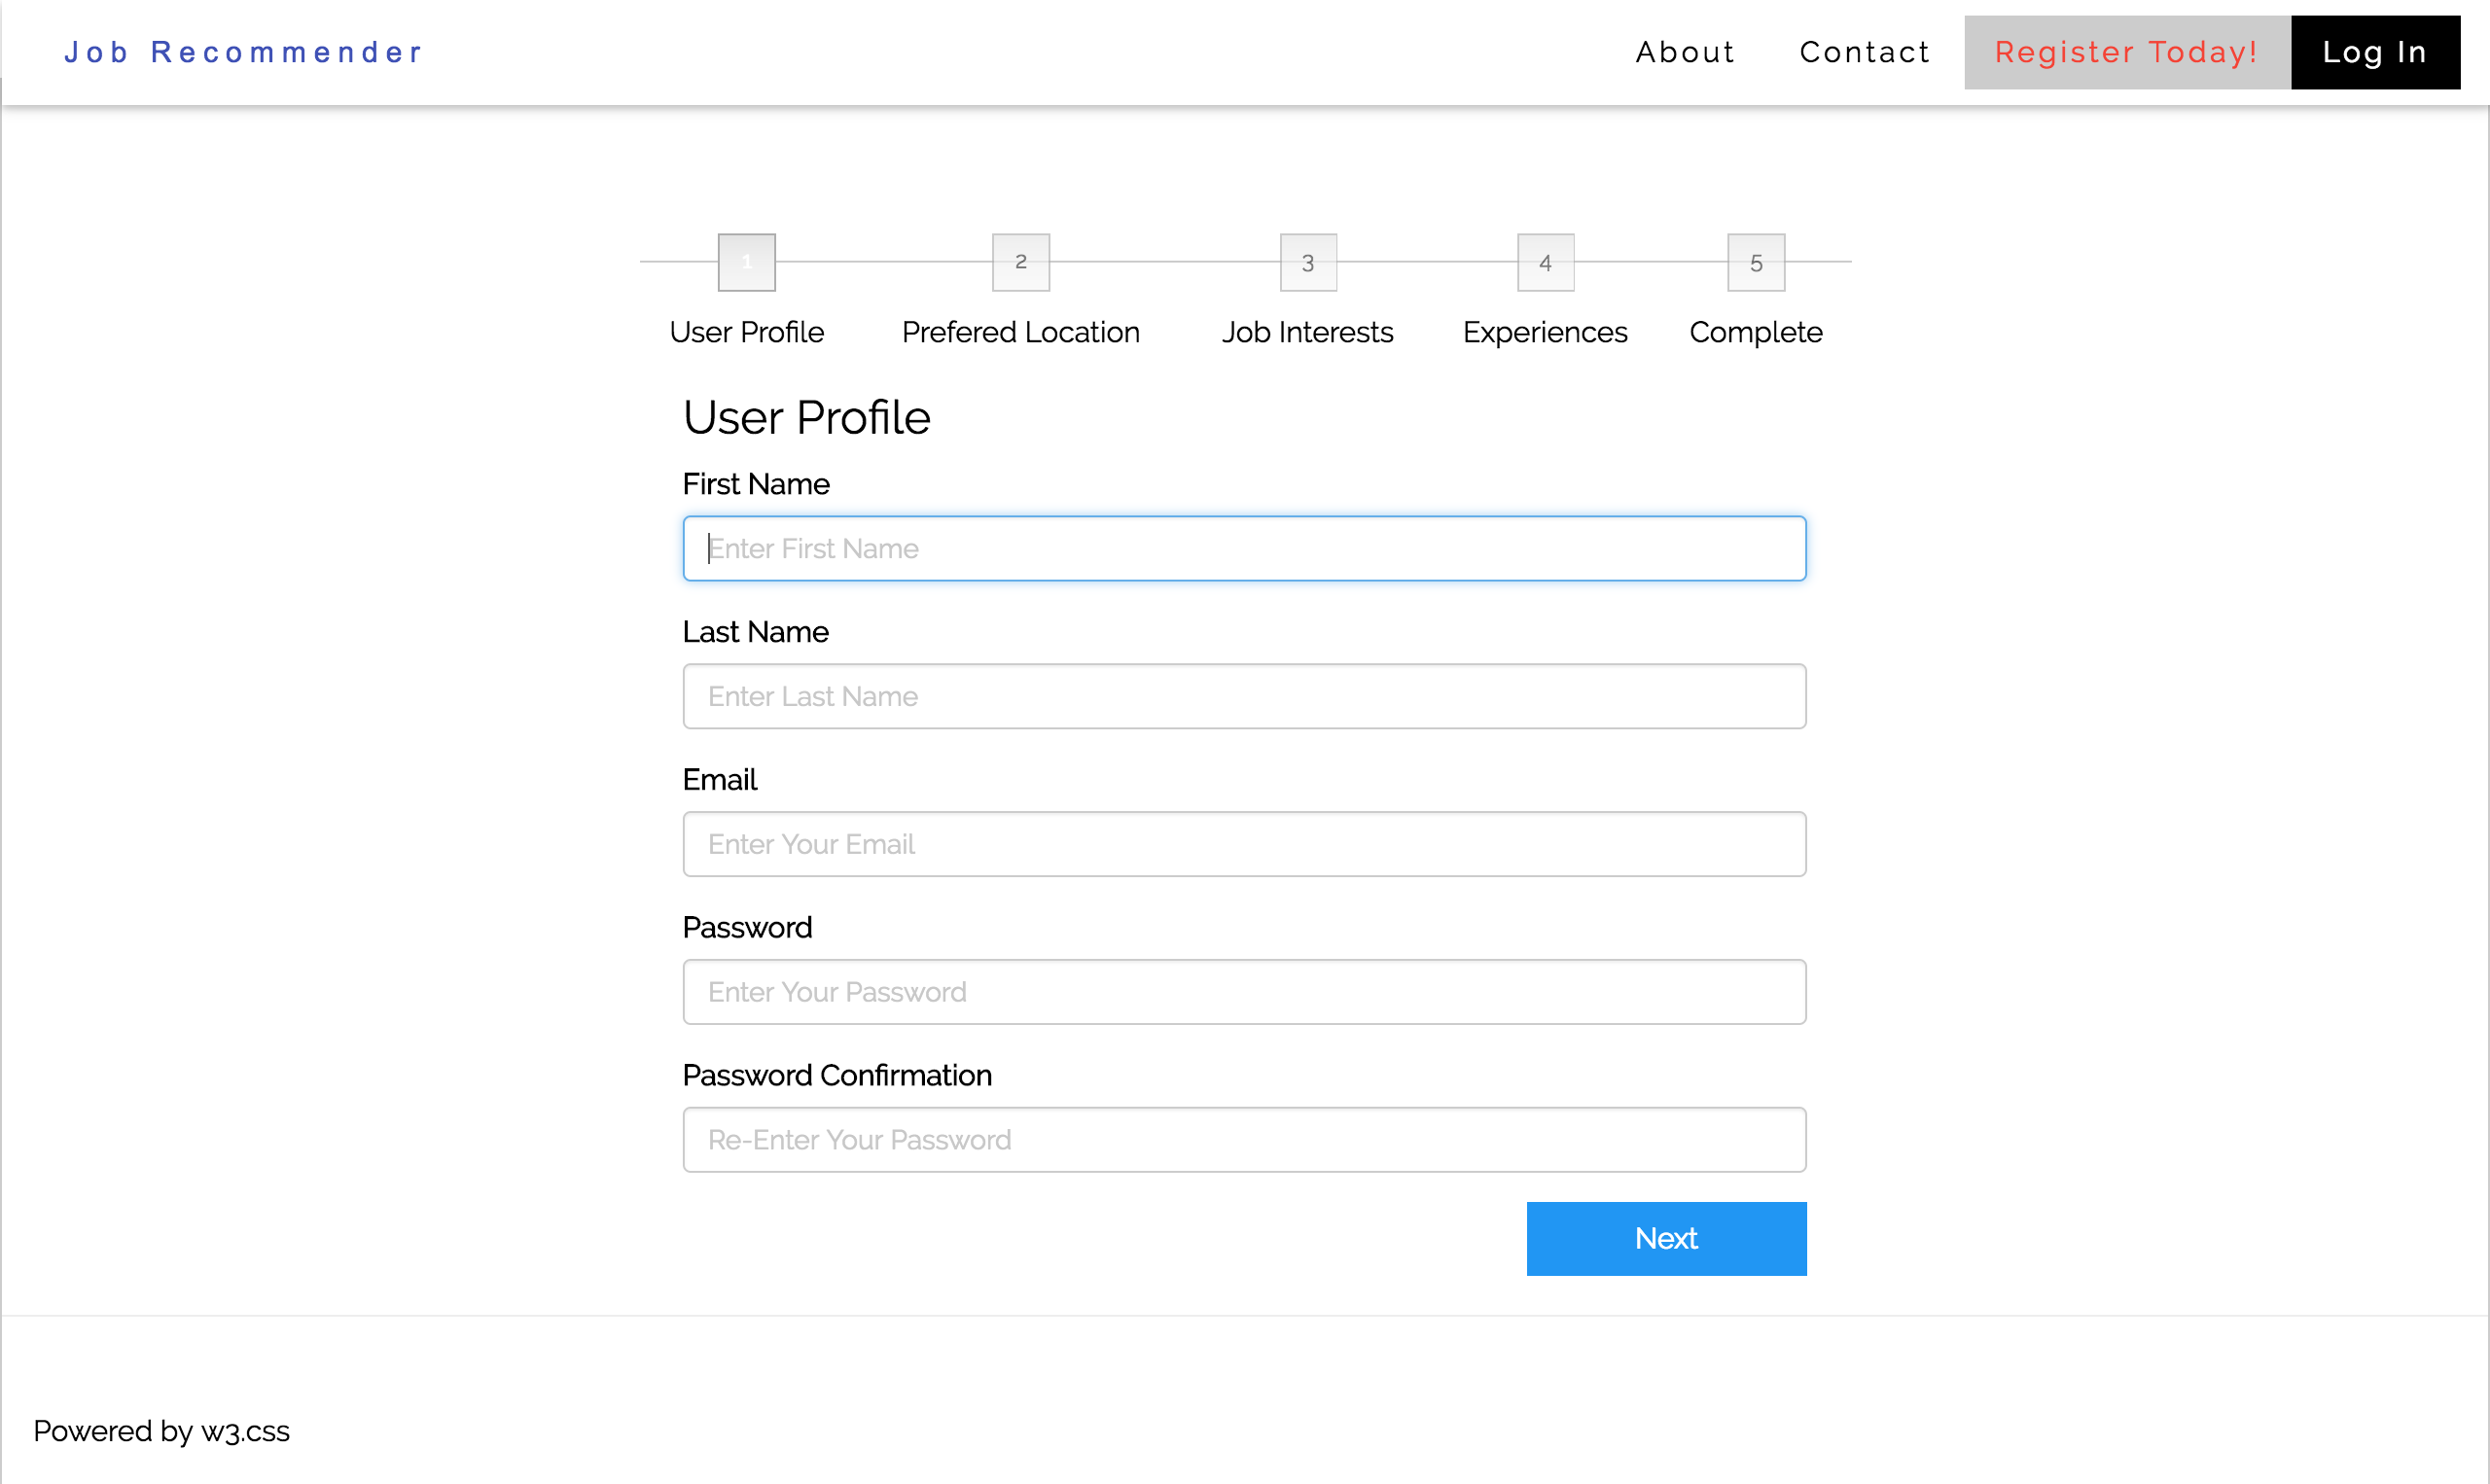 Job Recommender About Contact Register Today! Log In
1 2 3 4 5
User Profile Prefered Location Job Interests Experiences Complete
User Profile
First Name
Enter First Name
Last Name
Enter Last Name
Email
Enter Your Email
Password
Enter Your Password
Password Confirmation
Re-Enter Your Password
Next
Powered by w3.css